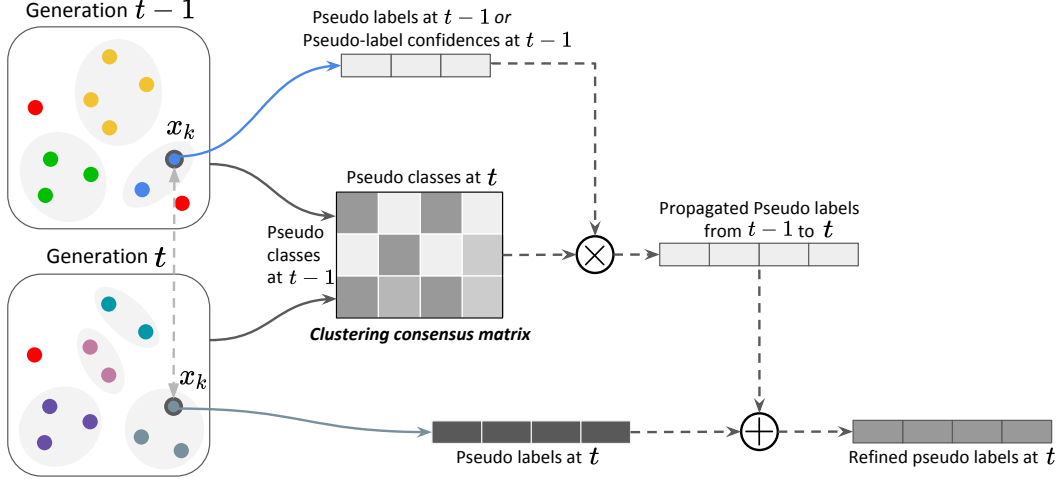 Generation t − 1
Pseudo labels at t − 1 or
Pseudo-label confidences at t − 1
x_k
Pseudo classes at t
Pseudo
classes
at t − 1
Propagated Pseudo labels
from t − 1 to t
Generation t
Clustering consensus matrix
x_k
Pseudo labels at t
Refined pseudo labels at t